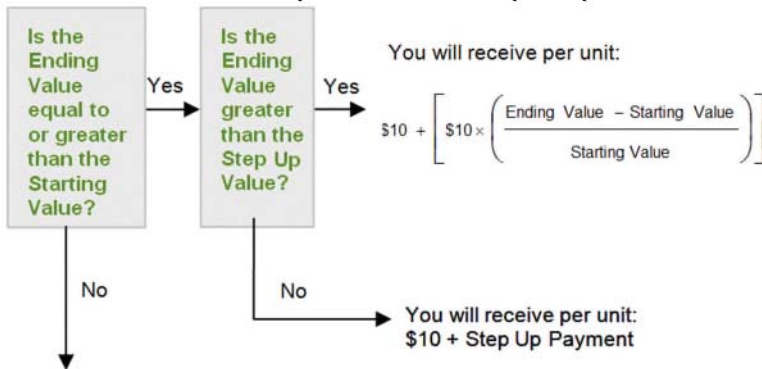 Is the
Ending
Value
equal to
or greater
than the
Starting
Value?
Yes
Is the
Ending
Value
greater
than the
Step Up
Value?
Yes
You will receive per unit:
$10 + [ $10 × ( Ending Value – Starting Value
Starting Value ) ]
No
No
You will receive per unit:
$10 + Step Up Payment